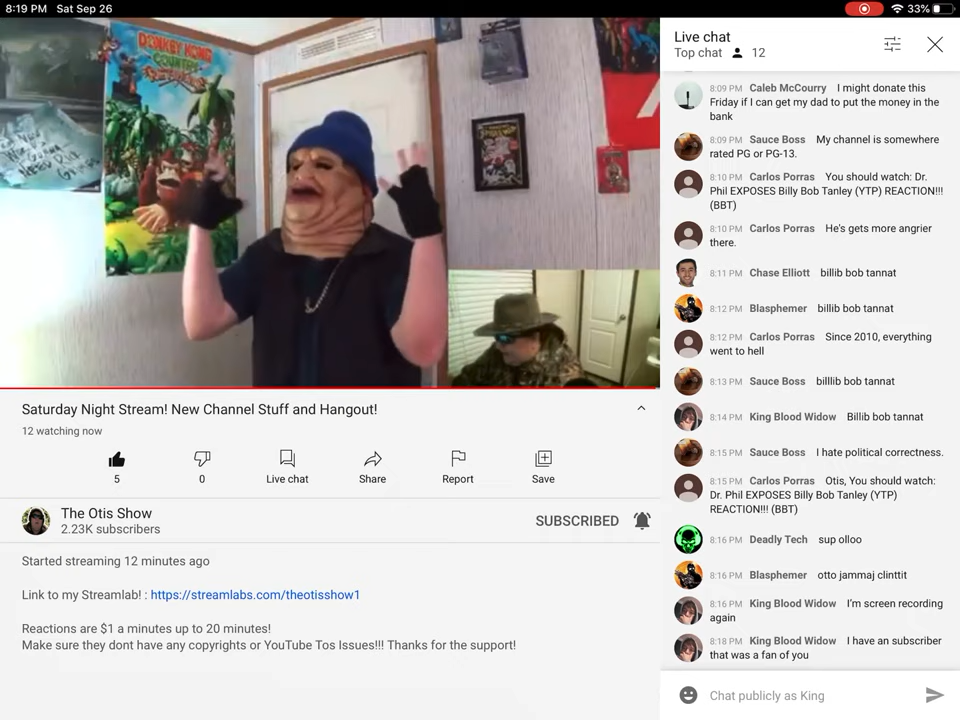 8:19 PM Sat Sep 26
33%
DONKEY KONG
COUNTRY
Live chat
Top chat 12
8:09 PM Caleb McCourry I might donate this
Friday if I can get my dad to put the money in the
bank
8:09 PM Sauce Boss My channel is somewhere
rated PG or PG-13.
8:10 PM Carlos Porras You should watch: Dr.
Phil EXPOSES Billy Bob Tanley (YTP) REACTION!!!
(BBT)
8:10 PM Carlos Porras He's gets more angrier
there.
8:11 PM Chase Elliott billib bob tannat
8:12 PM Blasphemer billib bob tannat
8:12 PM Carlos Porras Since 2010, everything
went to hell
8:13 PM Sauce Boss billlib bob tannat
8:14 PM King Blood Widow Billib bob tannat
8:15 PM Sauce Boss I hate political correctness.
8:15 PM Carlos Porras Otis, You should watch:
Dr. Phil EXPOSES Billy Bob Tanley (YTP)
REACTION!!! (BBT)
8:16 PM Deadly Tech sup olloo
8:16 PM Blasphemer otto jammaj clinttit
8:16 PM King Blood Widow I'm screen recording
again
8:18 PM King Blood Widow I have an subscriber
that was a fan of you
Chat publicly as King
Saturday Night Stream! New Channel Stuff and Hangout!
12 watching now
5
0
Live chat
Share
Report
Save
The Otis Show
2.23K subscribers
SUBSCRIBED
Started streaming 12 minutes ago
Link to my Streamlab! : https://streamlabs.com/theotisshow1
Reactions are $1 a minutes up to 20 minutes!
Make sure they dont have any copyrights or YouTube Tos Issues!!! Thanks for the support!